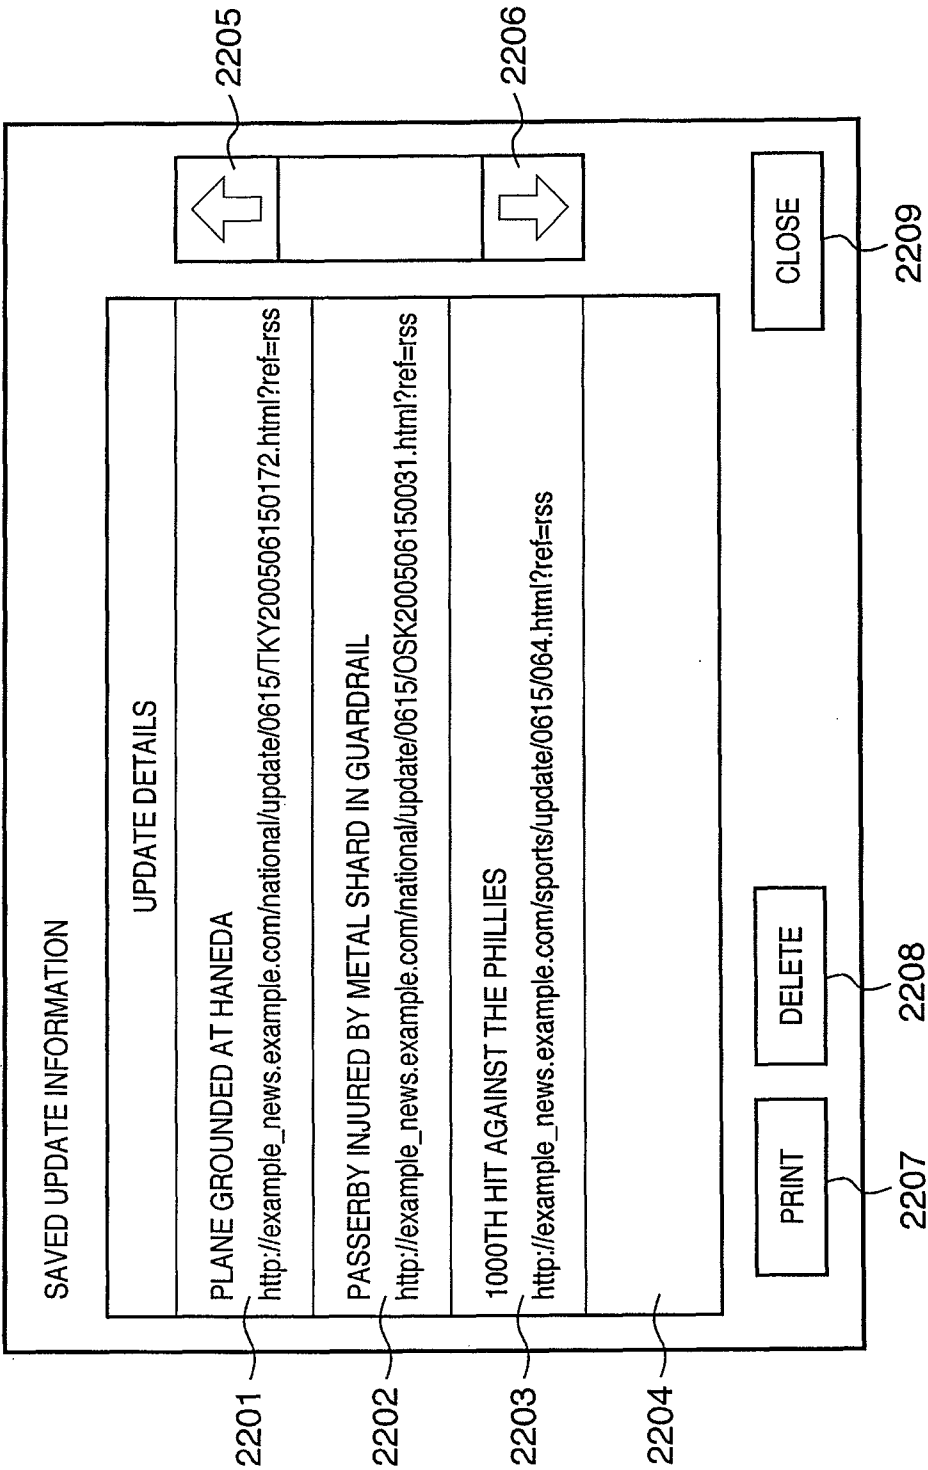 SAVED UPDATE INFORMATION
UPDATE DETAILS
2201
PLANE GROUNDED AT HANEDA
http://example_news.example.com/national/update/0615/TKY200506150172.html?ref=rss
2202
PASSERBY INJURED BY METAL SHARD IN GUARDRAIL
http://example_news.example.com/national/update/0615/OSK200506150031.html?ref=rss
2203
1000TH HIT AGAINST THE PHILLIES
http://example_news.example.com/sports/update/0615/064.html?ref=rss
2204
2205
2206
PRINT
DELETE
CLOSE
2207
2208
2209